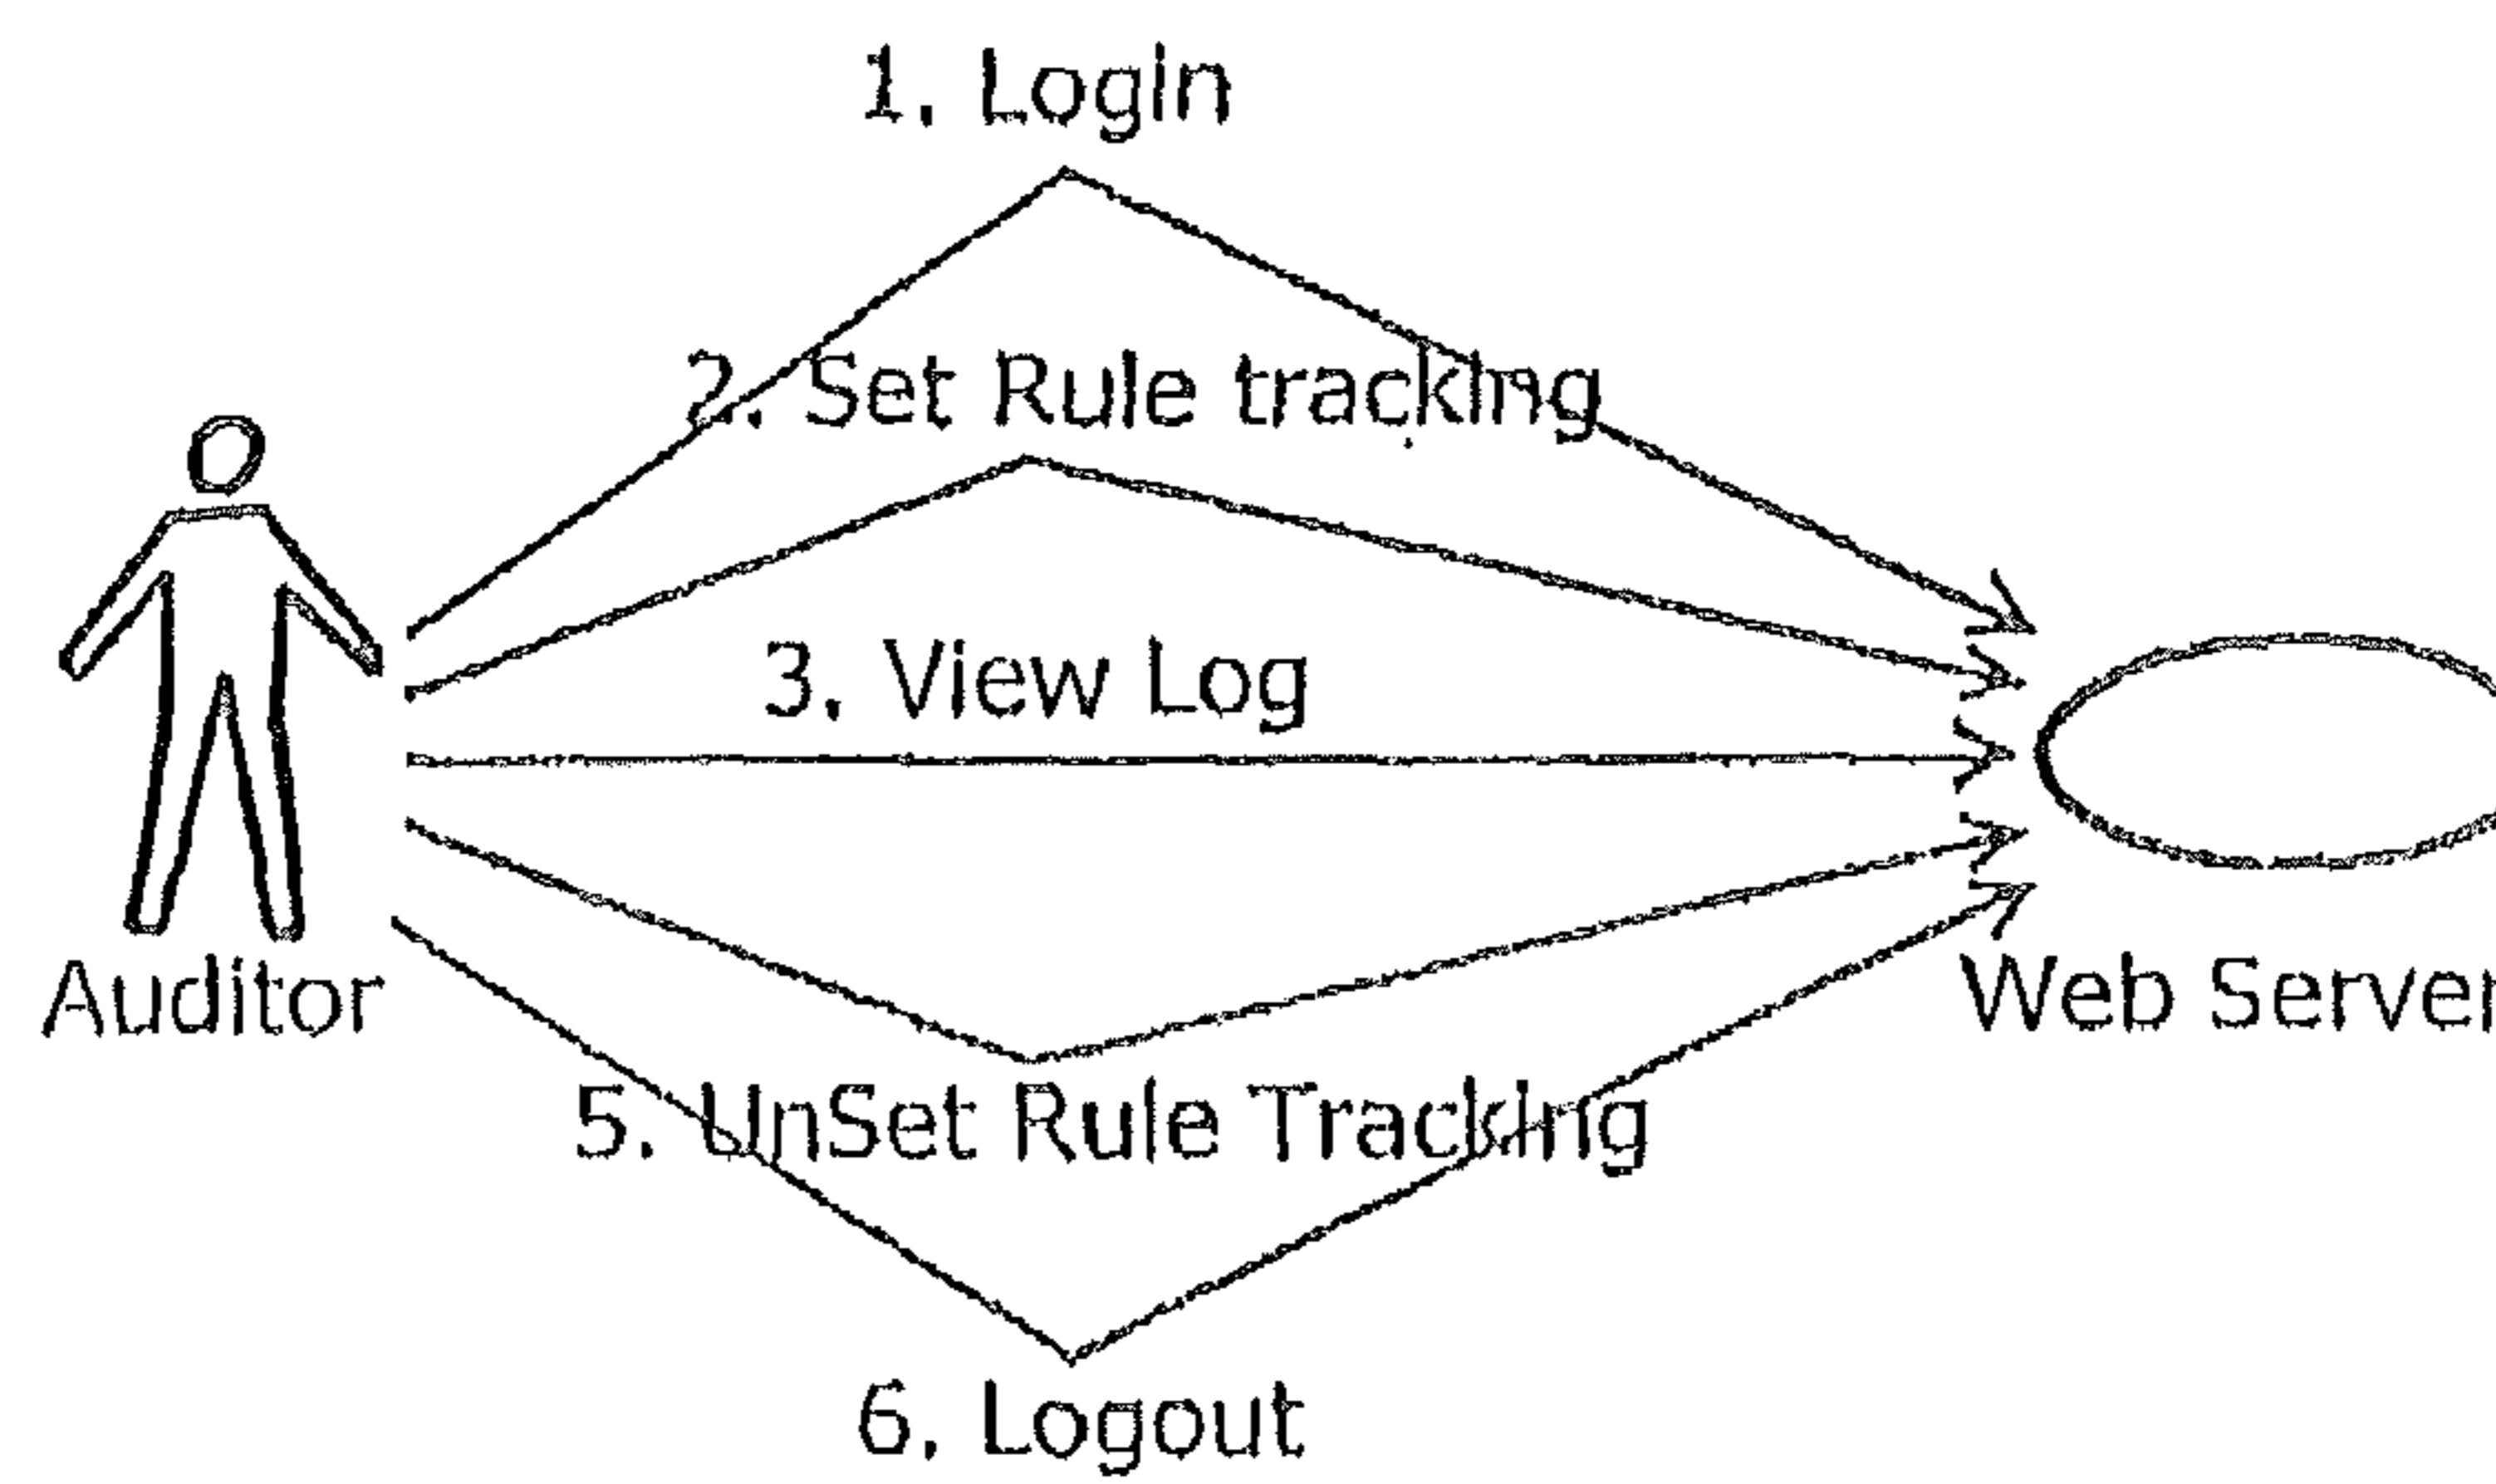 1. Login
2. Set Rule tracking
3. View Log
Auditor
Web Server
5. UnSet Rule Tracking
6. Logout